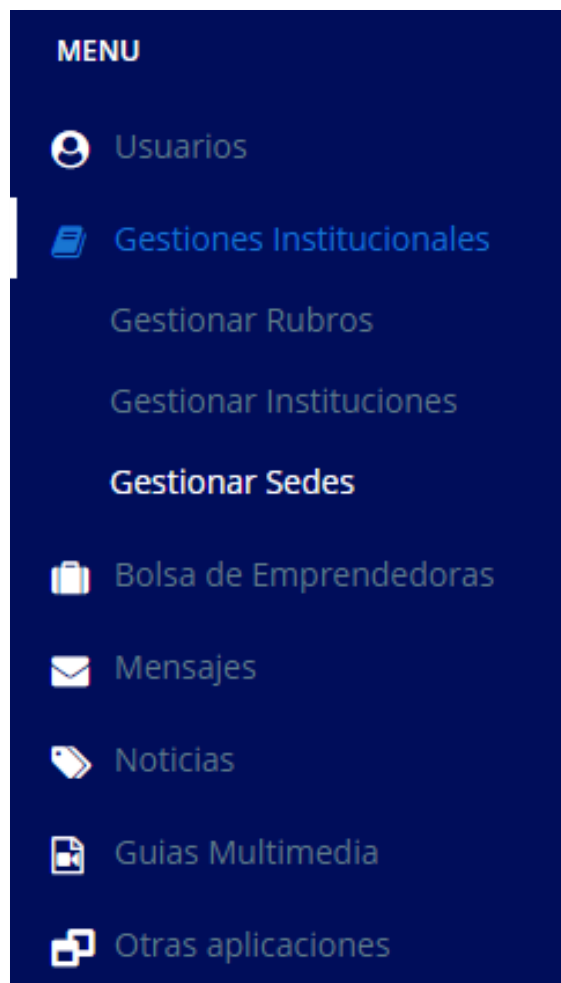 MENU
Usuarios
Gestiones Institucionales
Gestionar Rubros
Gestionar Instituciones
Gestionar Sedes
Bolsa de Emprendedoras
Mensajes
Noticias
Guias Multimedia
Otras aplicaciones